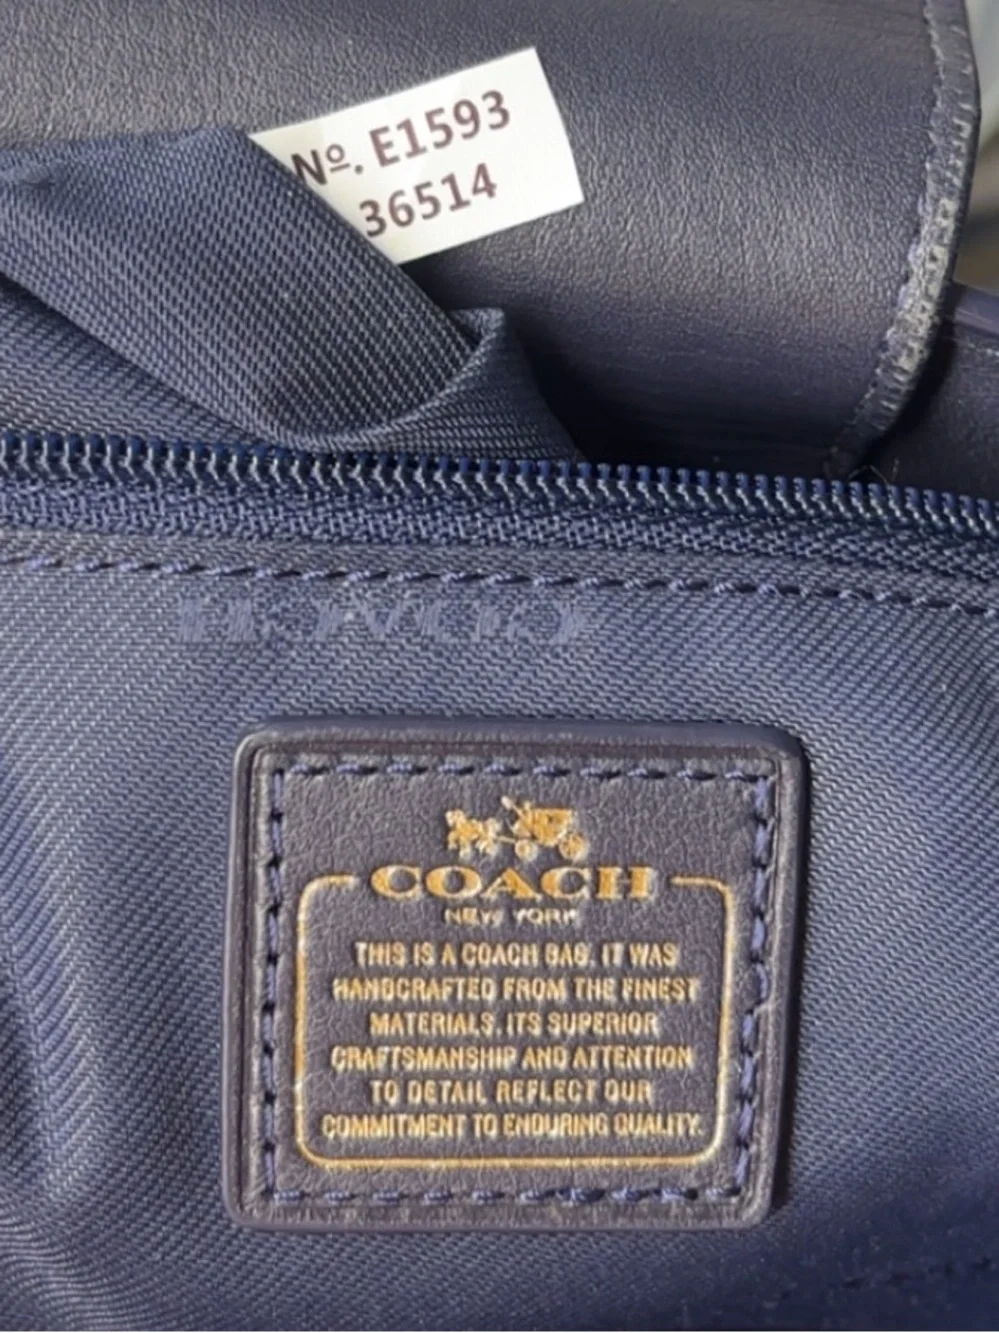 Nº. E1593
36514
COACH
COACH
NEW YORK
THIS IS A COACH BAG. IT WAS
HANDCRAFTED FROM THE FINEST
MATERIALS. ITS SUPERIOR
CRAFTSMANSHIP AND ATTENTION
TO DETAIL REFLECT OUR
COMMITMENT TO ENDURING QUALITY.